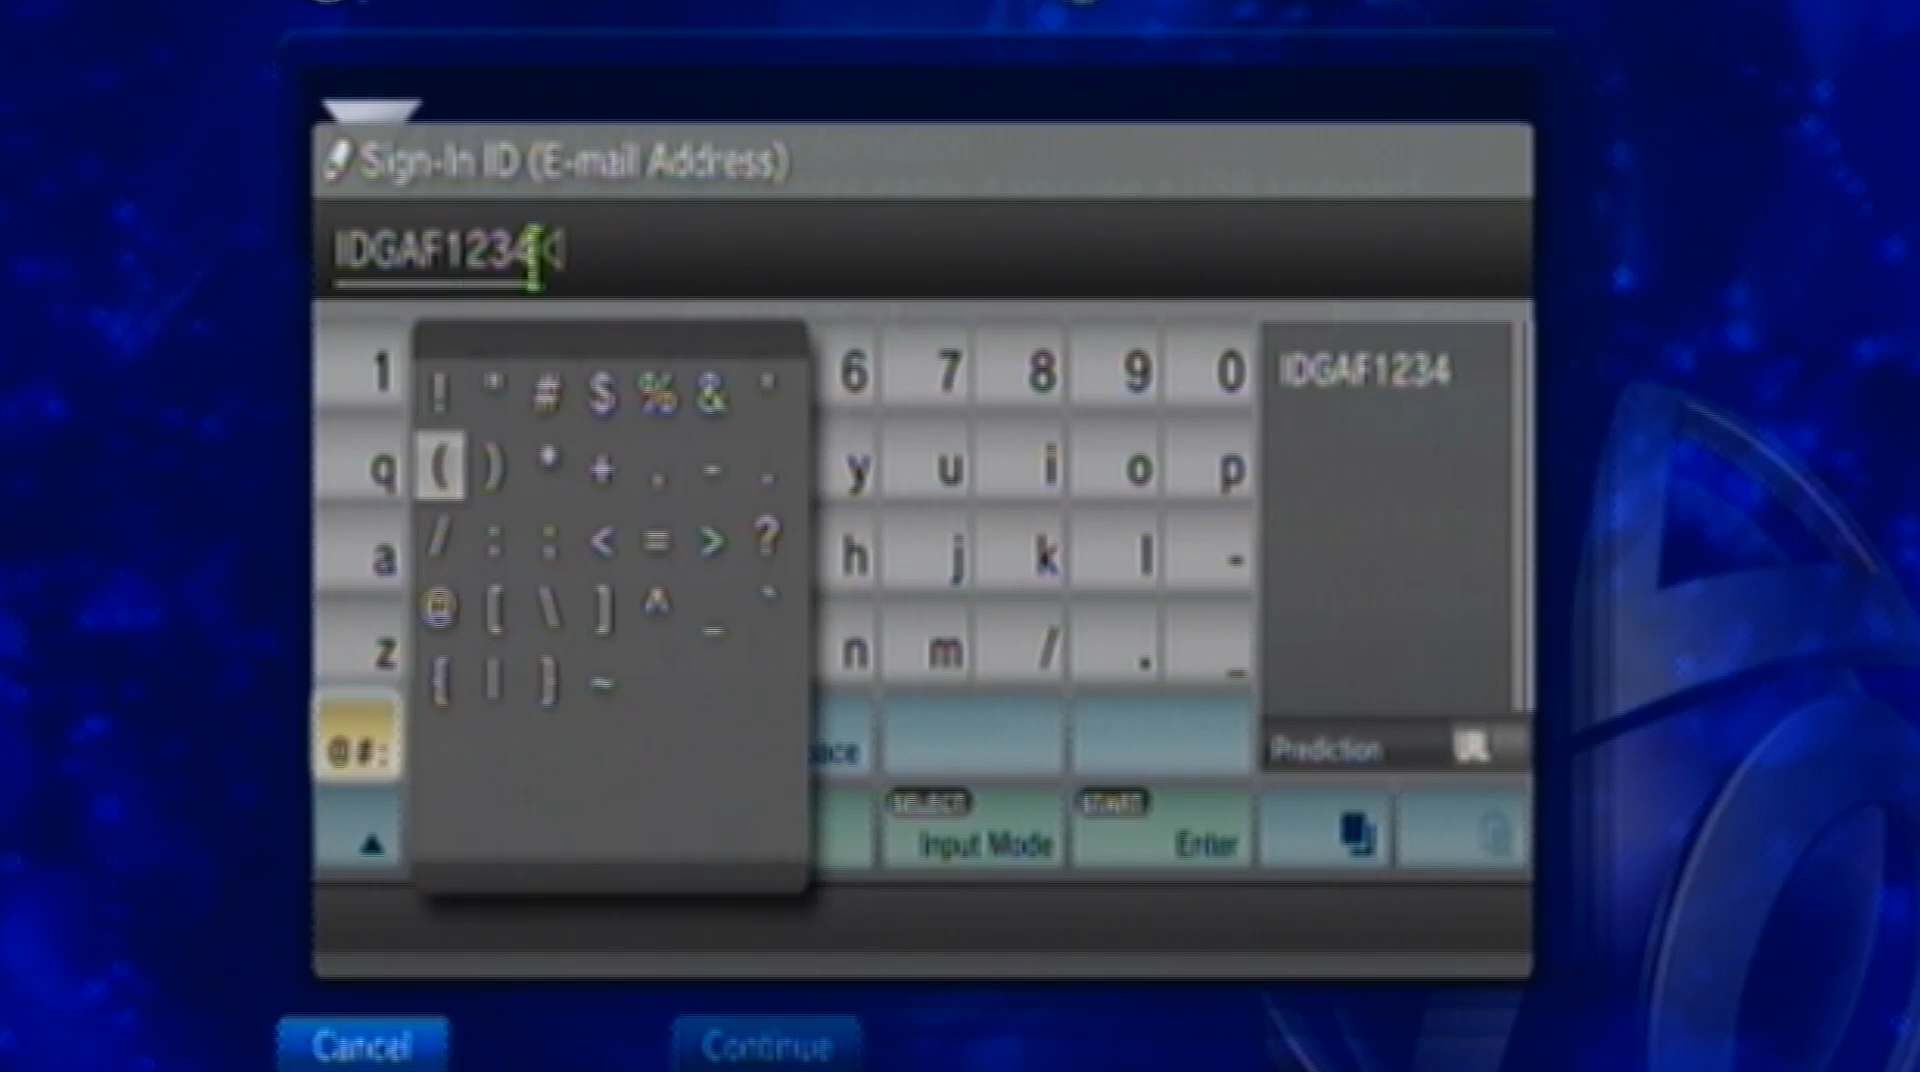 Sign-In ID (E-mail Address)
IDGAF1234
1 6 7 8 9 0 IDGAF1234
! " # $ % & '
q ( ) * + , - . y u i o p
a / : ; < = > ? h j k l -
z @ [ \ ] ^ _ ` n m / . _
{ | } ~
@#:
Prediction
Input Mode Enter
Cancel Continue